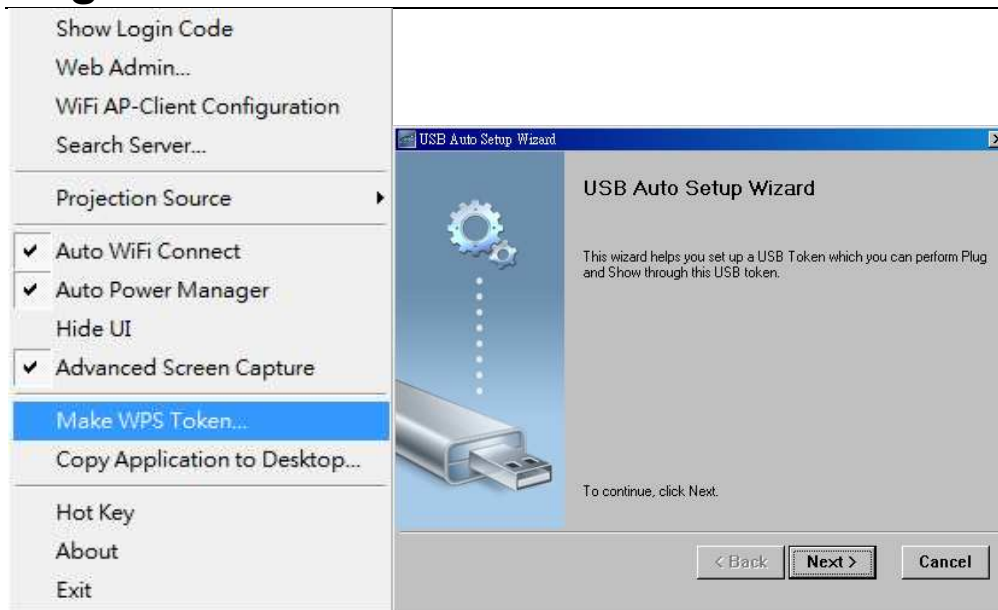 Show Login Code
Web Admin...
WiFi AP-Client Configuration
Search Server...
Projection Source
Auto WiFi Connect
Auto Power Manager
Hide UI
Advanced Screen Capture
Make WPS Token...
Copy Application to Desktop...
Hot Key
About
Exit
USB Auto Setup Wizard
USB Auto Setup Wizard
This wizard helps you set up a USB Token which you can perform Plug
and Show through this USB token.
To continue, click Next.
< Back
Next >
Cancel